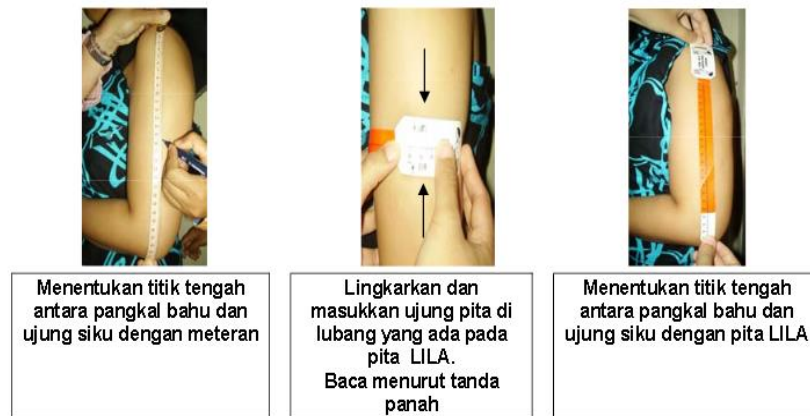 Menentukan titik tengah
antara pangkal bahu dan
ujung siku dengan meteran
Lingkarkan dan
masukkan ujung pita di
lubang yang ada pada
pita LILA.
Baca menurut tanda
panah
Menentukan titik tengah
antara pangkal bahu dan
ujung siku dengan pita LILA